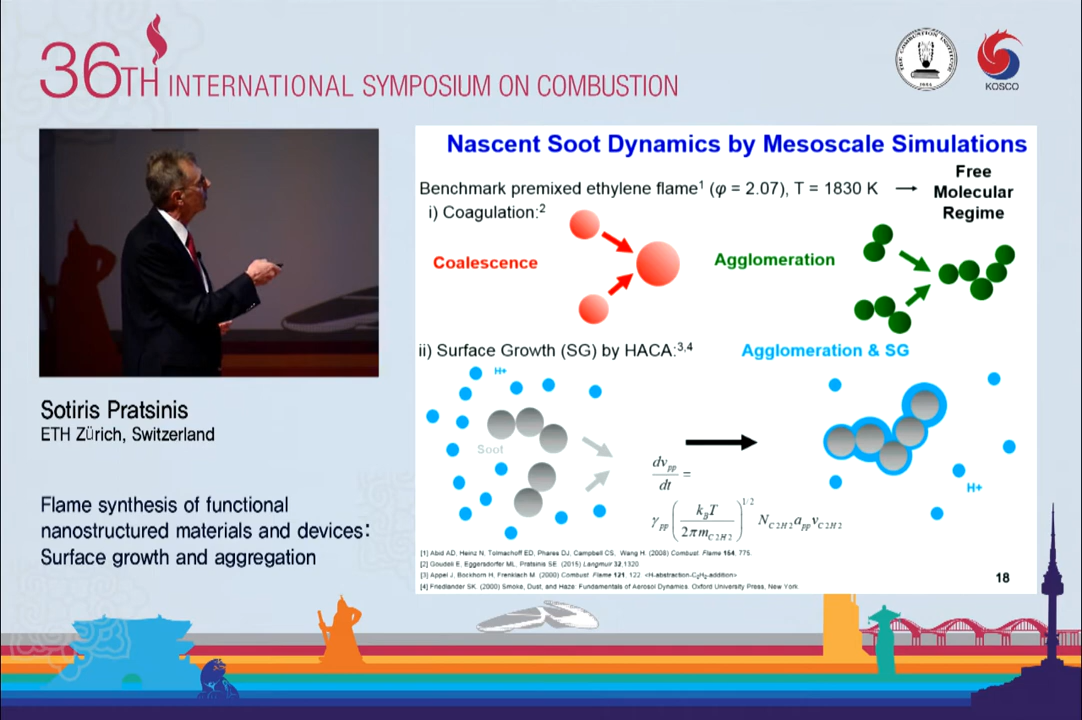 36TH INTERNATIONAL SYMPOSIUM ON COMBUSTION
THE COMBUSTION INSTITUTE
KOSCO
Sotiris Pratsinis
ETH Zürich, Switzerland
Flame synthesis of functional
nanostructured materials and devices:
Surface growth and aggregation
Nascent Soot Dynamics by Mesoscale Simulations
Benchmark premixed ethylene flame¹ (φ = 2.07), T = 1830 K → Free Molecular Regime
i) Coagulation:²
Coalescence
Agglomeration
ii) Surface Growth (SG) by HACA:³,⁴
Agglomeration & SG
H+
Soot
H+
dv_pp/dt =
γ_pp (k_B T / 2πm_C2H2)^1/2 N_C2H2 a_pp v_C2H2
[1] Abid AD, Heinz N, Tolmachoff ED, Phares DJ, Campbell CS, Wang H. (2008) Combust. Flame 154, 775.
[2] Goudeli E, Eggersdorfer ML, Pratsinis SE (2015) Langmuir 32,1320
[3] Appel J, Bockhorn H, Frenklach M. (2000) Combust. Flame 121, 122. <H-abstraction-C₂H₂-addition>
[4] Friedlander SK. (2000) Smoke, Dust, and Haze: Fundamentals of Aerosol Dynamics. Oxford University Press, New York
18